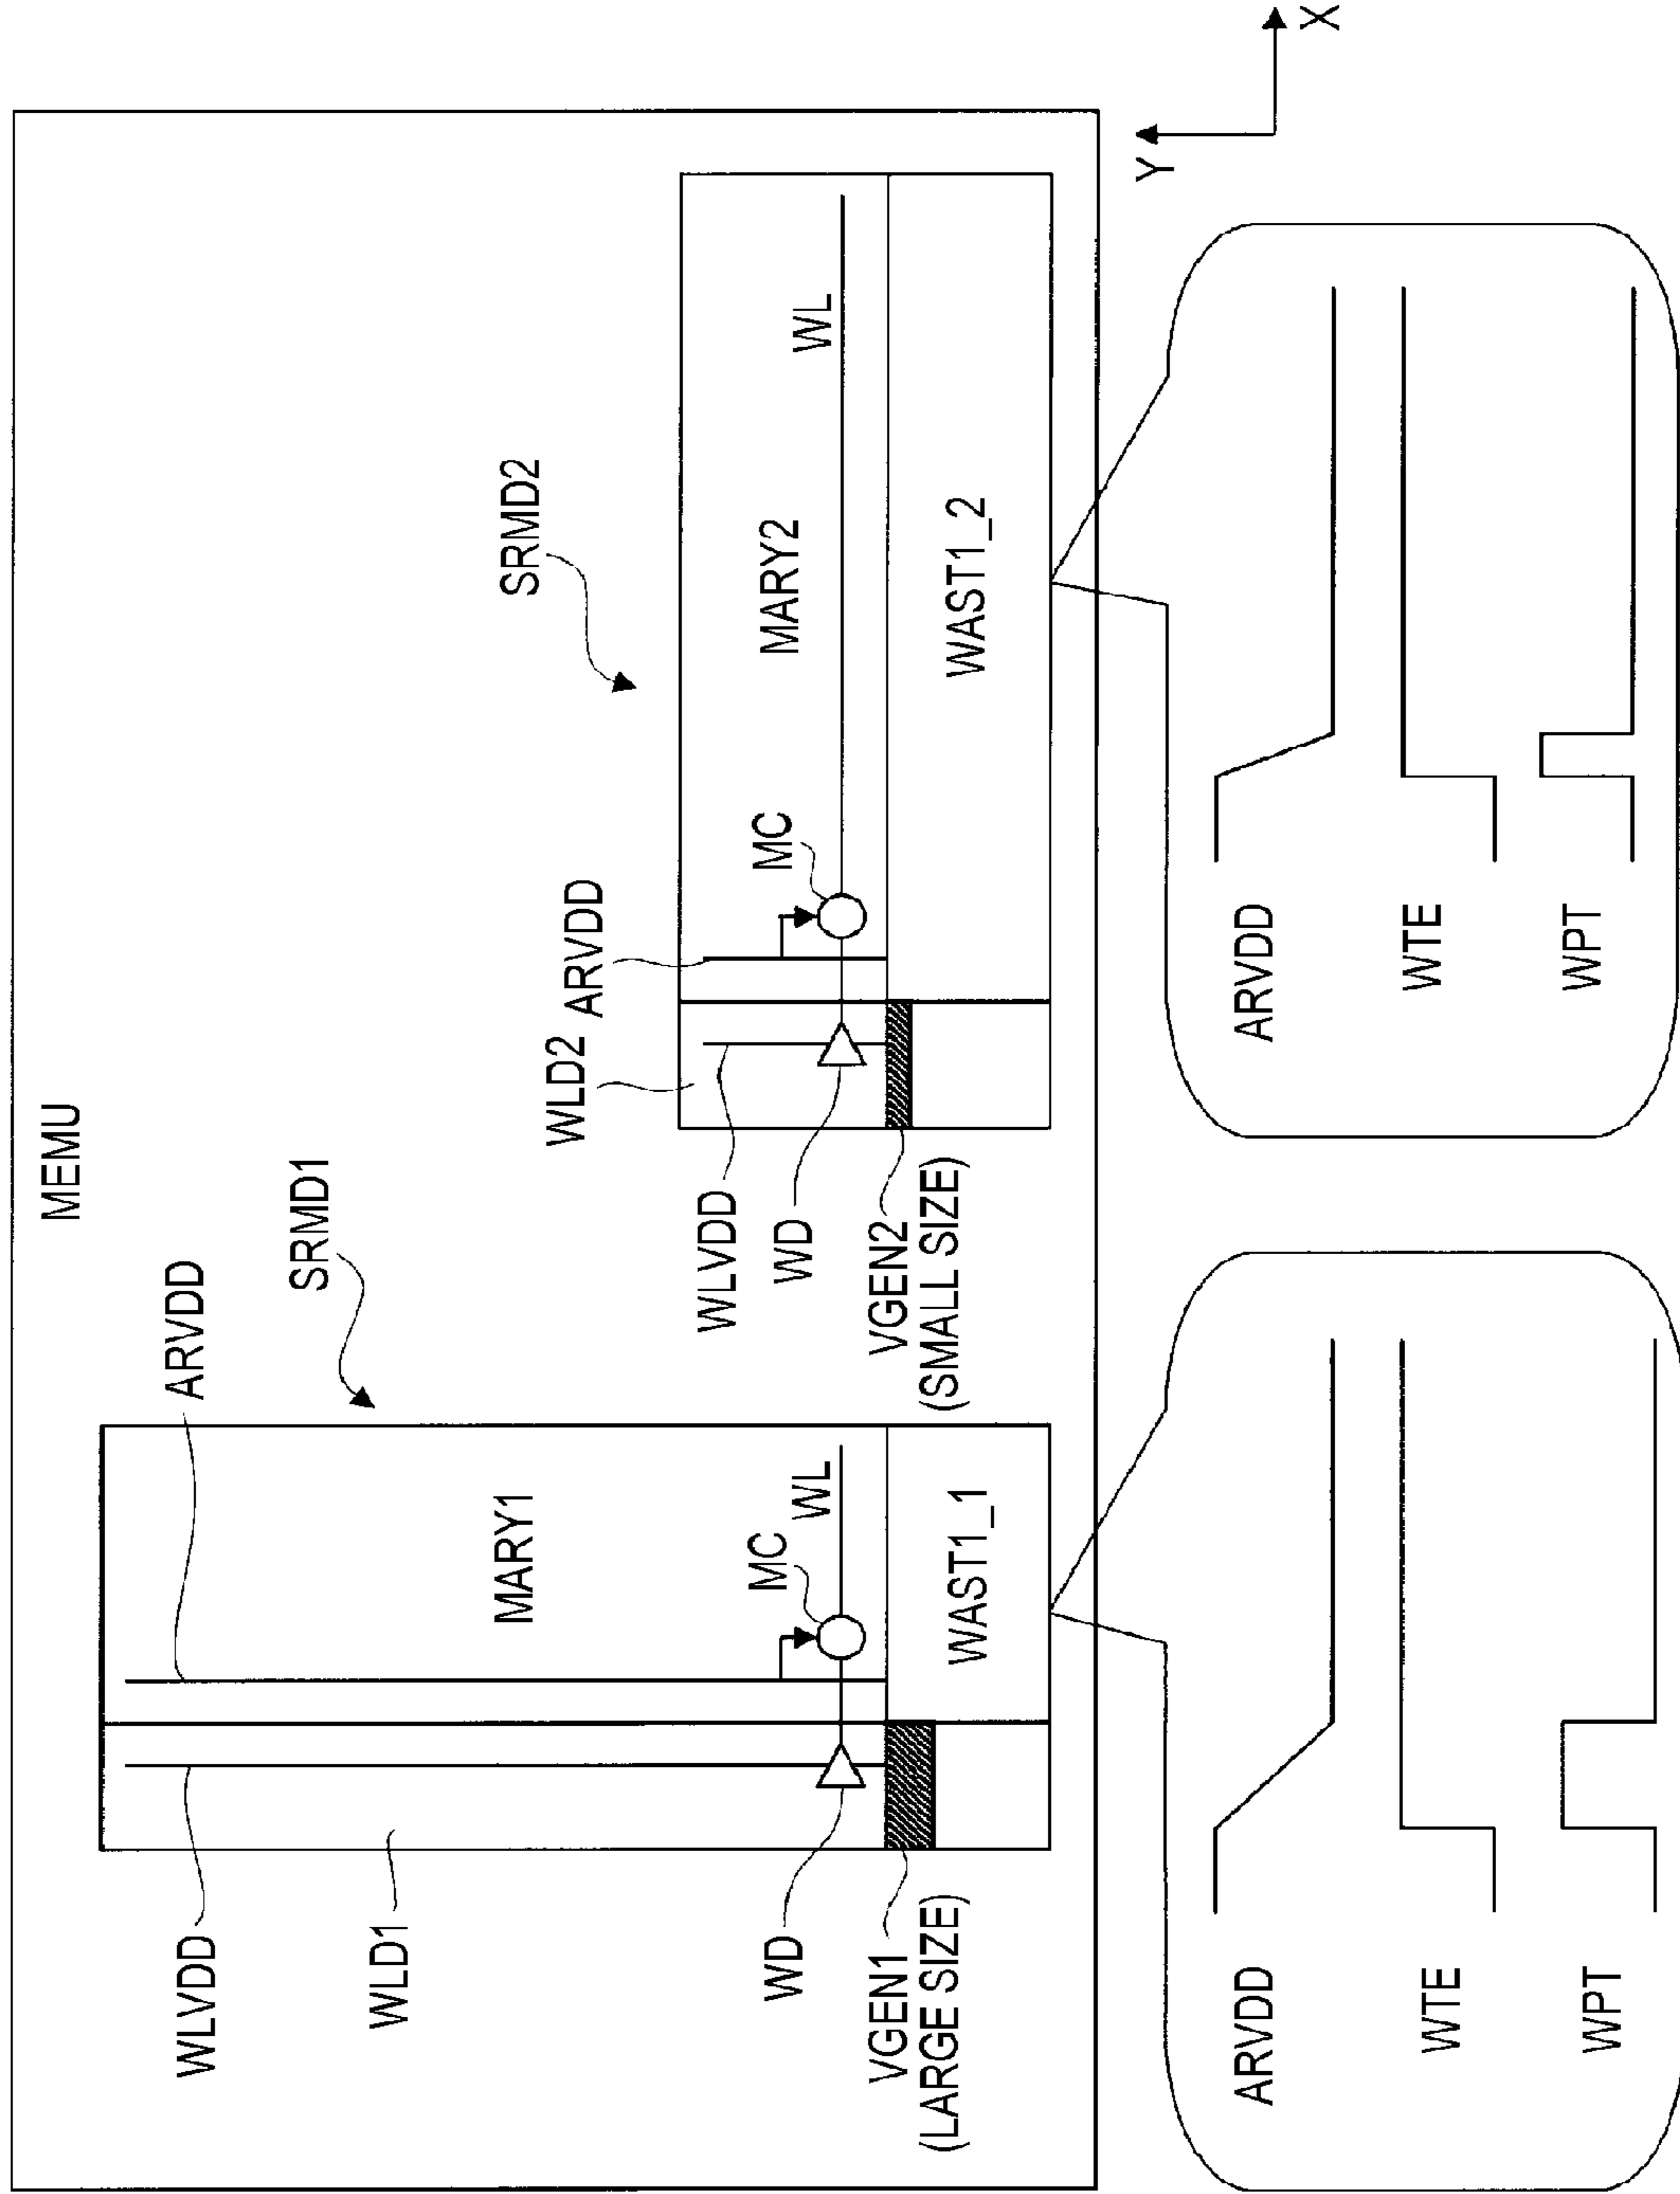 MEMU
WLVDD
ARVDD
SRMD1
WLD1
MARY1
MC
WL
WD
VGEN1
(LARGE SIZE)
WAST1_1
SRMD2
WLD2
ARVDD
WLVDD
MARY2
MC
WL
WD
VGEN2
(SMALL SIZE)
WAST1_2
Y
X
ARVDD
WTE
WPT
ARVDD
WTE
WPT